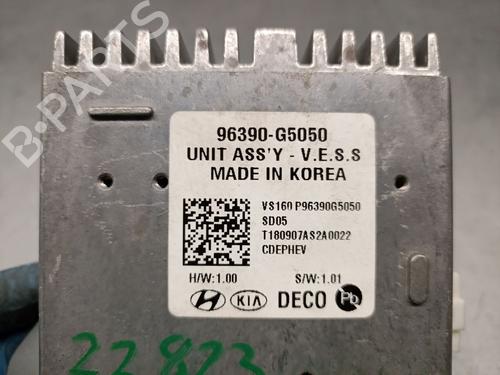 B-PARTS
96390-G5050
UNIT ASS'Y - V.E.S.S
MADE IN KOREA
VS160 P96390G5050
SD05
T180907AS2A0022
CDEPHEV
H/W:1.00 S/W:1.01
KIA DECO Pb
22823